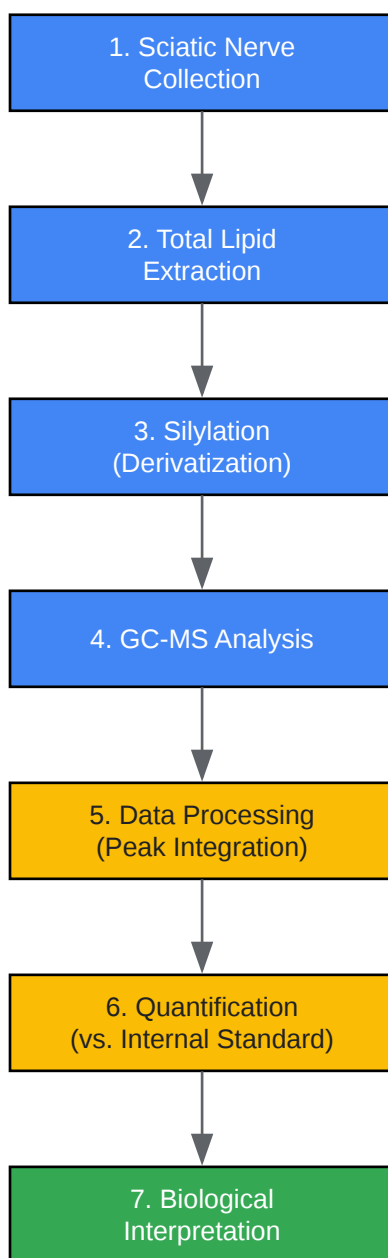 1. Sciatic Nerve
Collection
2. Total Lipid
Extraction
3. Silylation
(Derivatization)
4. GC-MS Analysis
5. Data Processing
(Peak Integration)
6. Quantification
(vs. Internal Standard)
7. Biological
Interpretation